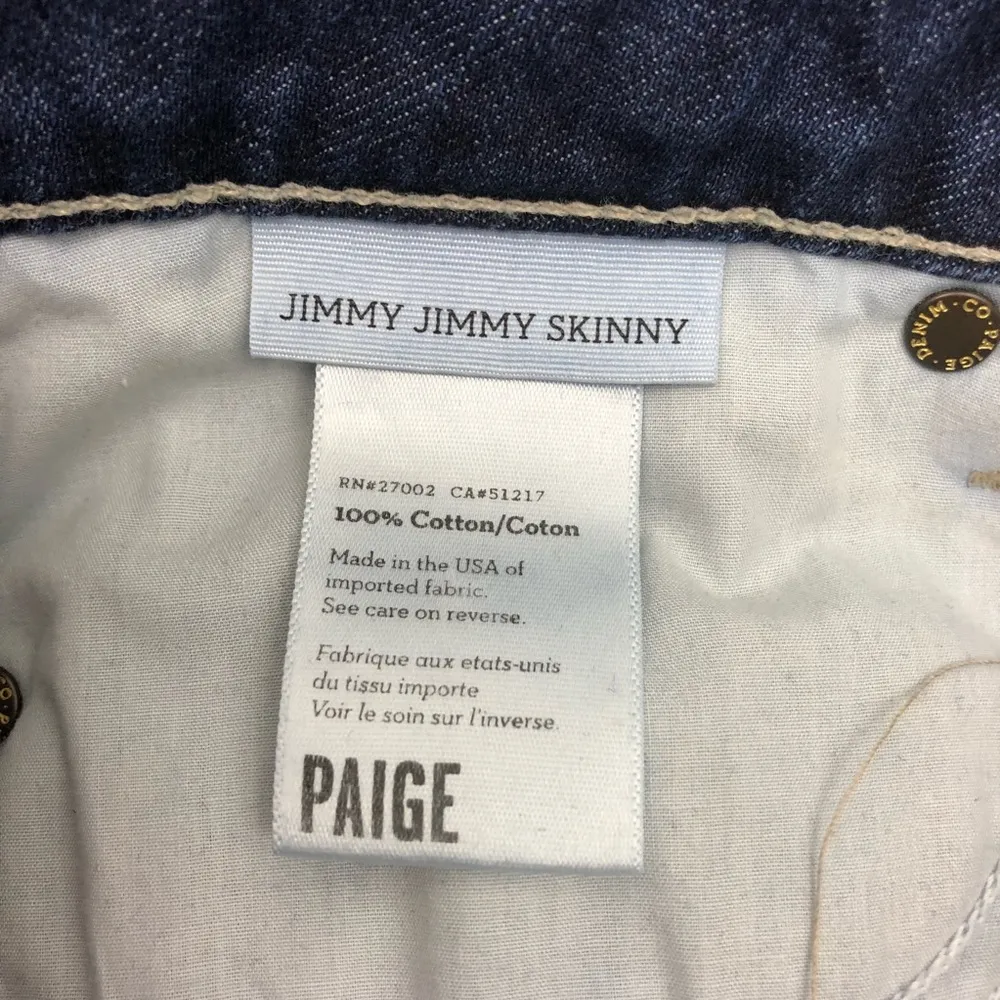 JIMMY JIMMY SKINNY
DENIM·CO·PAIGE·
RN#27002 CA#51217
100% Cotton/Coton
Made in the USA of
imported fabric.
See care on reverse.
Fabrique aux etats-unis
du tissu importe
Voir le soin sur l'inverse.
PAIGE